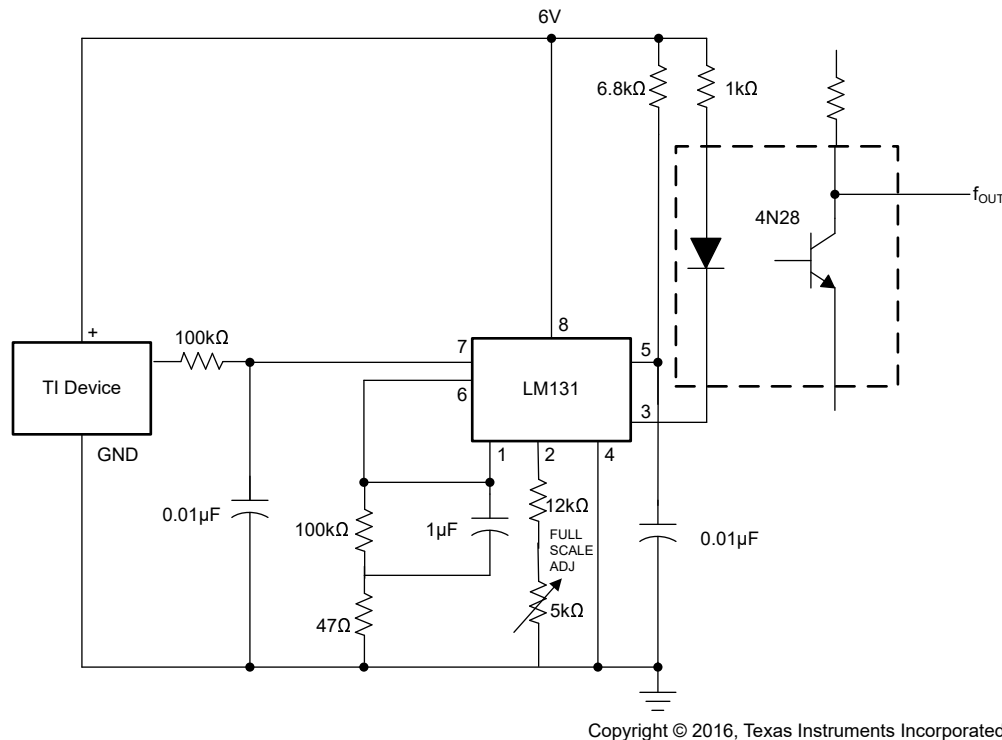 6V
6.8kΩ
1kΩ
4N28
fOUT
+
100kΩ
TI Device
GND
7
8
5
6
LM131
3
1
2
4
0.01µF
100kΩ
1µF
12kΩ
FULL
SCALE
ADJ
0.01µF
47Ω
5kΩ
Copyright © 2016, Texas Instruments Incorporated